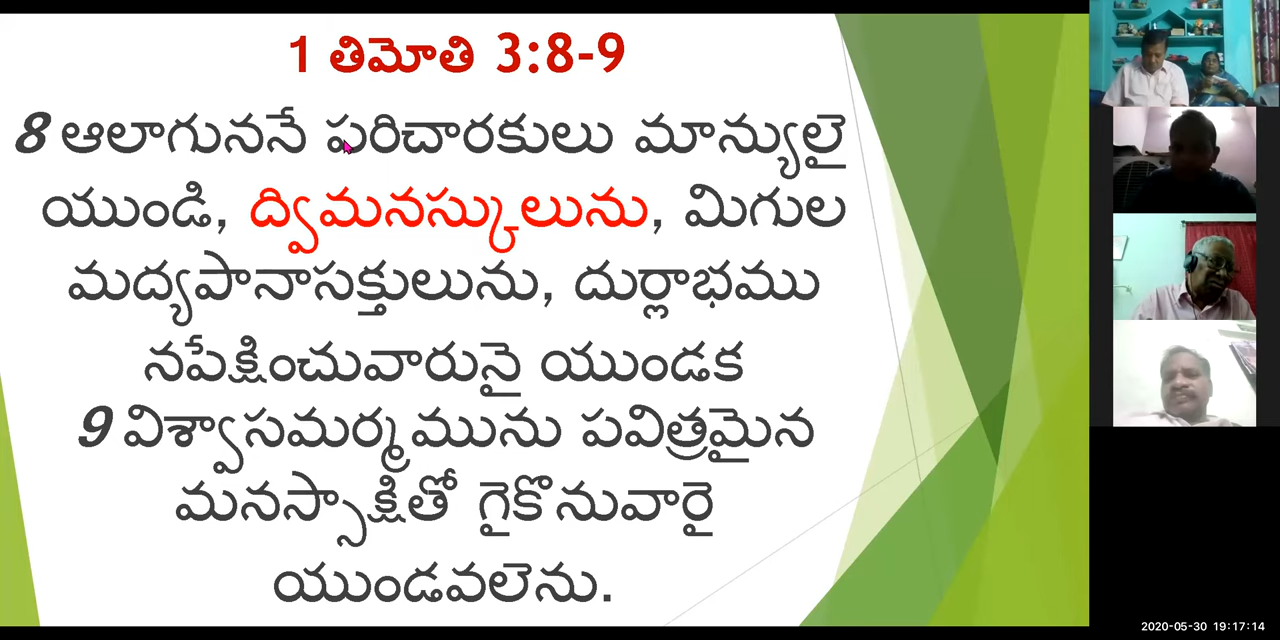 1 తిమోతి 3:8-9
8 ఆలాగుననే పరిచారకులు మాన్యులై
యుండి, ద్విమనస్కులును, మిగుల
మద్యపానాసక్తులును, దుర్లాభము
నపేక్షించువారునై యుండక
9 విశ్వాసమర్మమును పవిత్రమైన
మనస్సాక్షితో గైకొనువారై
యుండవలెను.
2020-05-30 19:17:14